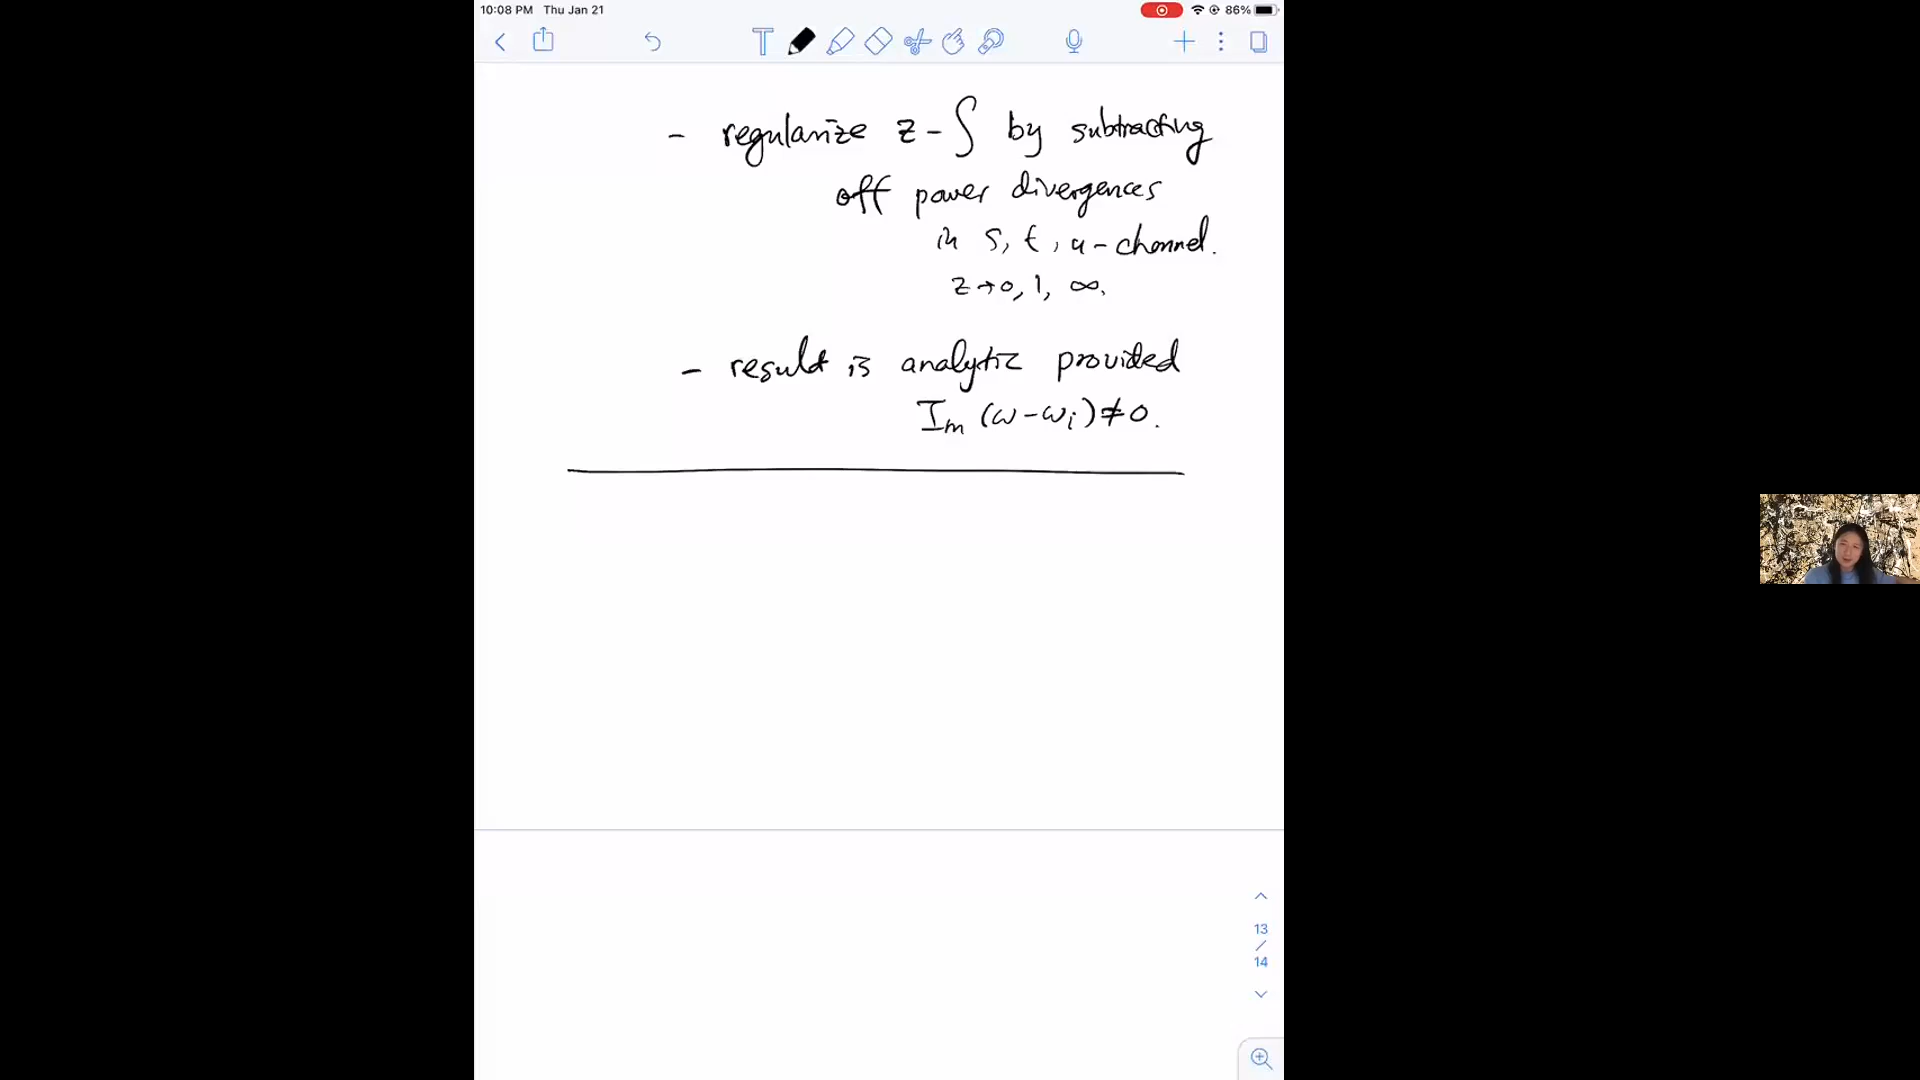 10:08 PM Thu Jan 21
86%
- regularize z-∫ by subtracting
off power divergences
in s, t, u-channel.
z→0, 1, ∞.
- result is analytic provided
Im (ω-ωi)≠0.
13
/
14